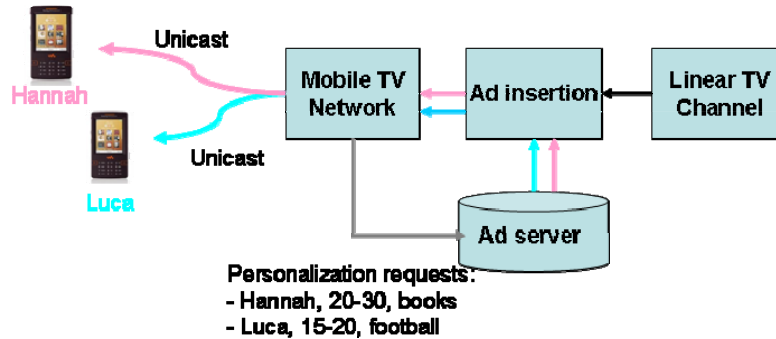 Unicast
Hannah
Mobile TV
Network
Ad insertion
Linear TV
Channel
Unicast
Luca
Ad server
Personalization requests:
- Hannah, 20-30, books
- Luca, 15-20, football